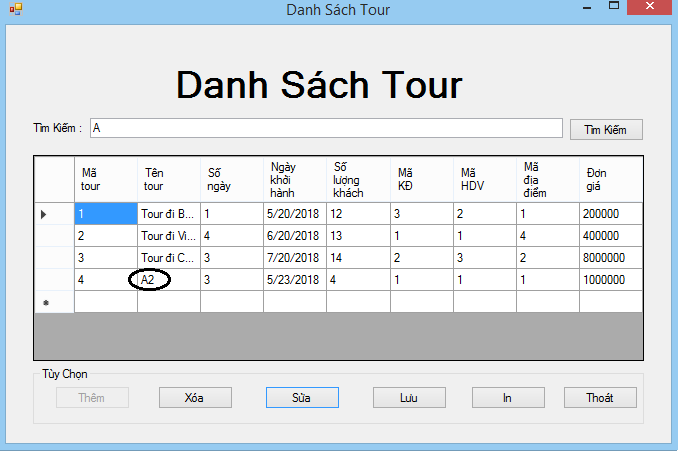 Danh Sách Tour
Danh Sách Tour
Tìm Kiếm : A Tìm Kiếm
Mã tour Tên tour Số ngày Ngày khởi hành Số lượng khách Mã KĐ Mã HDV Mã địa điểm Đơn giá
1 Tour đi B... 1 5/20/2018 12 3 2 1 200000
2 Tour đi Vi... 4 6/20/2018 13 1 1 4 400000
3 Tour đi C... 3 7/20/2018 14 2 3 2 8000000
4 A2 3 5/23/2018 4 1 1 1 1000000
Tùy Chọn
Thêm Xóa Sửa Lưu In Thoát